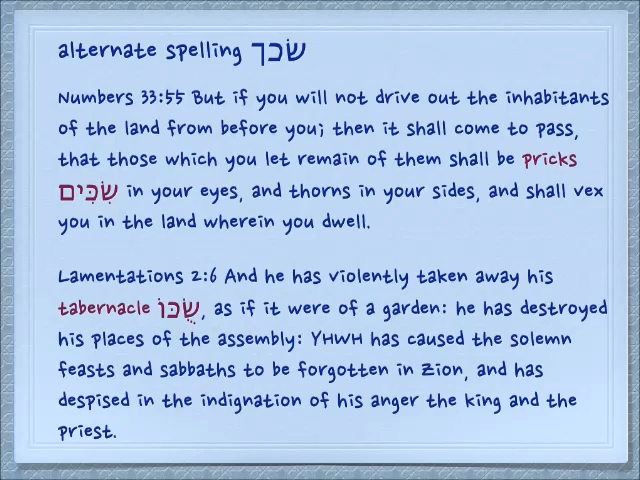 alternate spelling שׂכך
Numbers 33:55 But if you will not drive out the inhabitants
of the land from before you; then it shall come to pass,
that those which you let remain of them shall be pricks
שִׂכִּים in your eyes, and thorns in your sides, and shall vex
you in the land wherein you dwell.
Lamentations 2:6 And he has violently taken away his
tabernacle שֻׂכּוֹ, as if it were of a garden: he has destroyed
his places of the assembly: YHWH has caused the solemn
feasts and sabbaths to be forgotten in Zion, and has
despised in the indignation of his anger the king and the
priest.